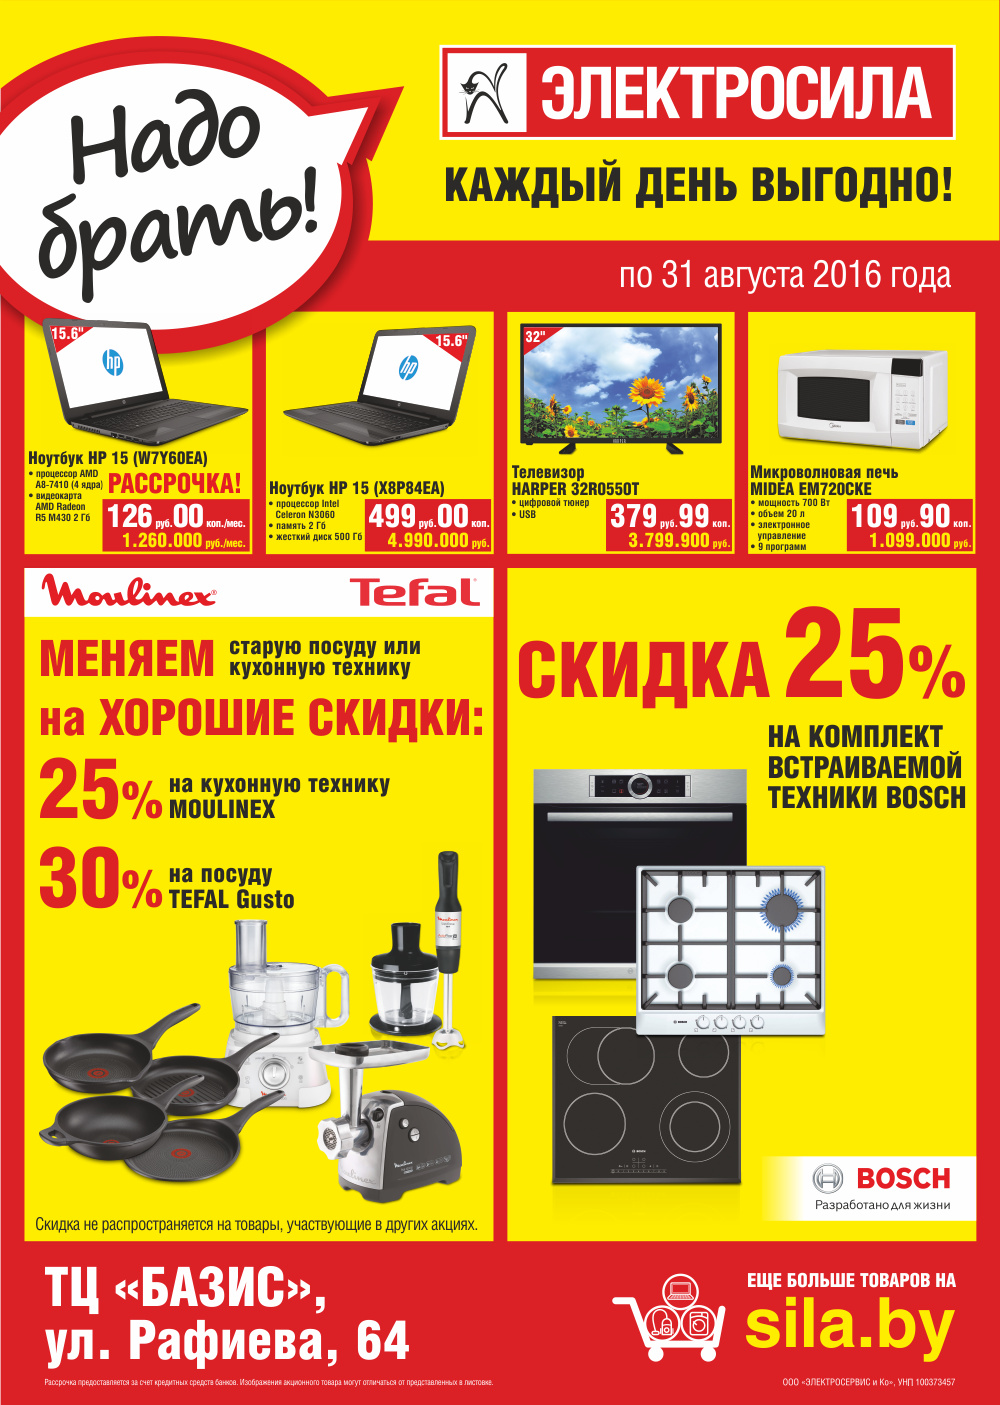 Надо
брать!
ЭЛЕКТРОСИЛА
КАЖДЫЙ ДЕНЬ ВЫГОДНО!
по 31 августа 2016 года
15.6"
hp
Ноутбук HP 15 (W7Y60EA)
• процессор AMD
A8-7410 (4 ядра)
• видеокарта
AMD Radeon
R5 M430 2 Гб
РАССРОЧКА!
126 руб. 00 коп./мес.
1.260.000 руб./мес.
15.6"
hp
Ноутбук HP 15 (X8P84EA)
• процессор Intel
Celeron N3060
• память 2 Гб
• жесткий диск 500 Гб
499 руб. 00 коп.
4.990.000 руб.
32"
HARPER
Телевизор
HARPER 32R0550T
• цифровой тюнер
• USB
379 руб. 99 коп.
3.799.900 руб.
Midea
Микроволновая печь
MIDEA EM720CKE
• мощность 700 Вт
• объем 20 л
• электронное
управление
• 9 программ
109 руб. 90 коп.
1.099.000 руб.
Moulinex®
Tefal®
МЕНЯЕМ старую посуду или
кухонную технику
на ХОРОШИЕ СКИДКИ:
25% на кухонную технику
MOULINEX
30% на посуду
TEFAL Gusto
Moulinex
Moulinex
Скидка не распространяется на товары, участвующие в других акциях.
СКИДКА 25%
НА КОМПЛЕКТ
ВСТРАИВАЕМОЙ
ТЕХНИКИ BOSCH
BOSCH
BOSCH
Разработано для жизни
ТЦ «БАЗИС»,
ул. Рафиева, 64
ЕЩЕ БОЛЬШЕ ТОВАРОВ НА
sila.by
Рассрочка предоставляется за счет кредитных средств банков. Изображения акционного товара могут отличаться от представленных в листовке.
ООО «ЭЛЕКТРОСЕРВИС и Ко», УНП 100373457